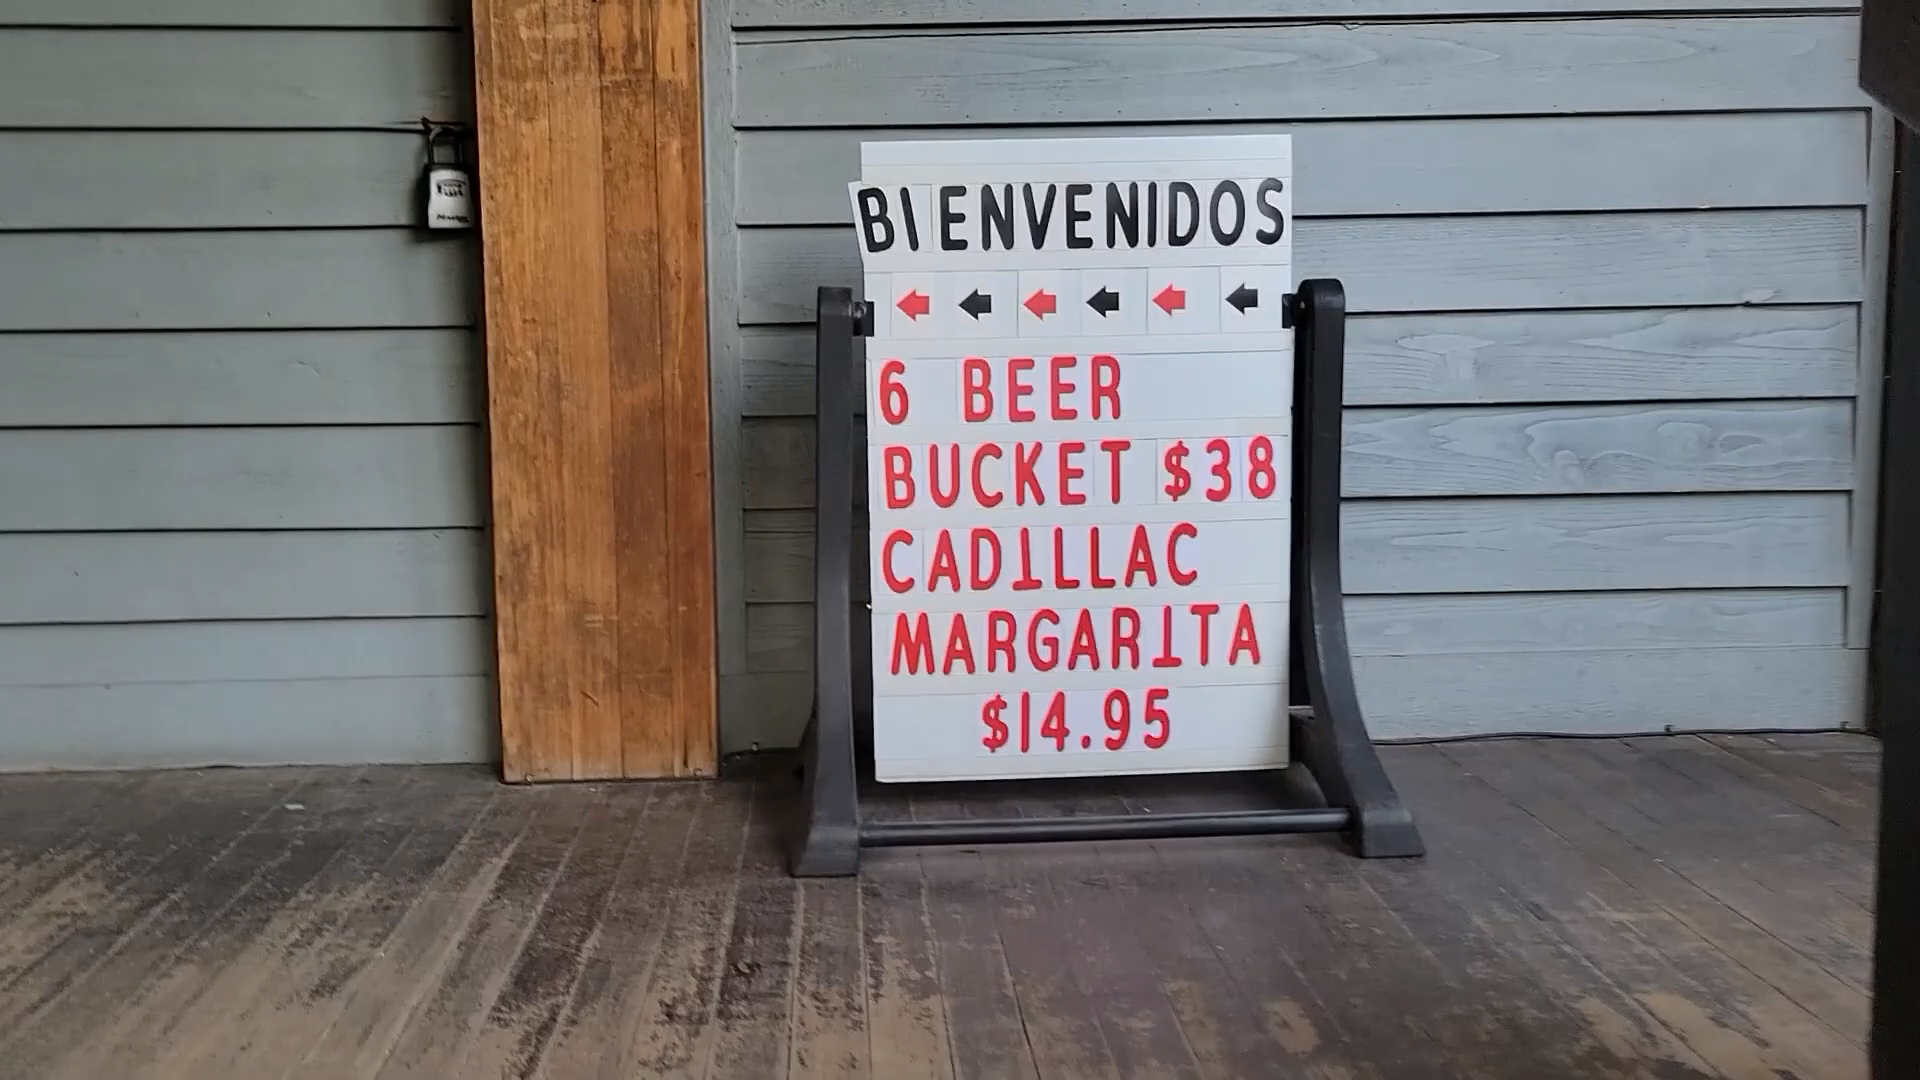 BIENVENIDOS
6 BEER
BUCKET $38
CADILLAC
MARGARITA
$14.95